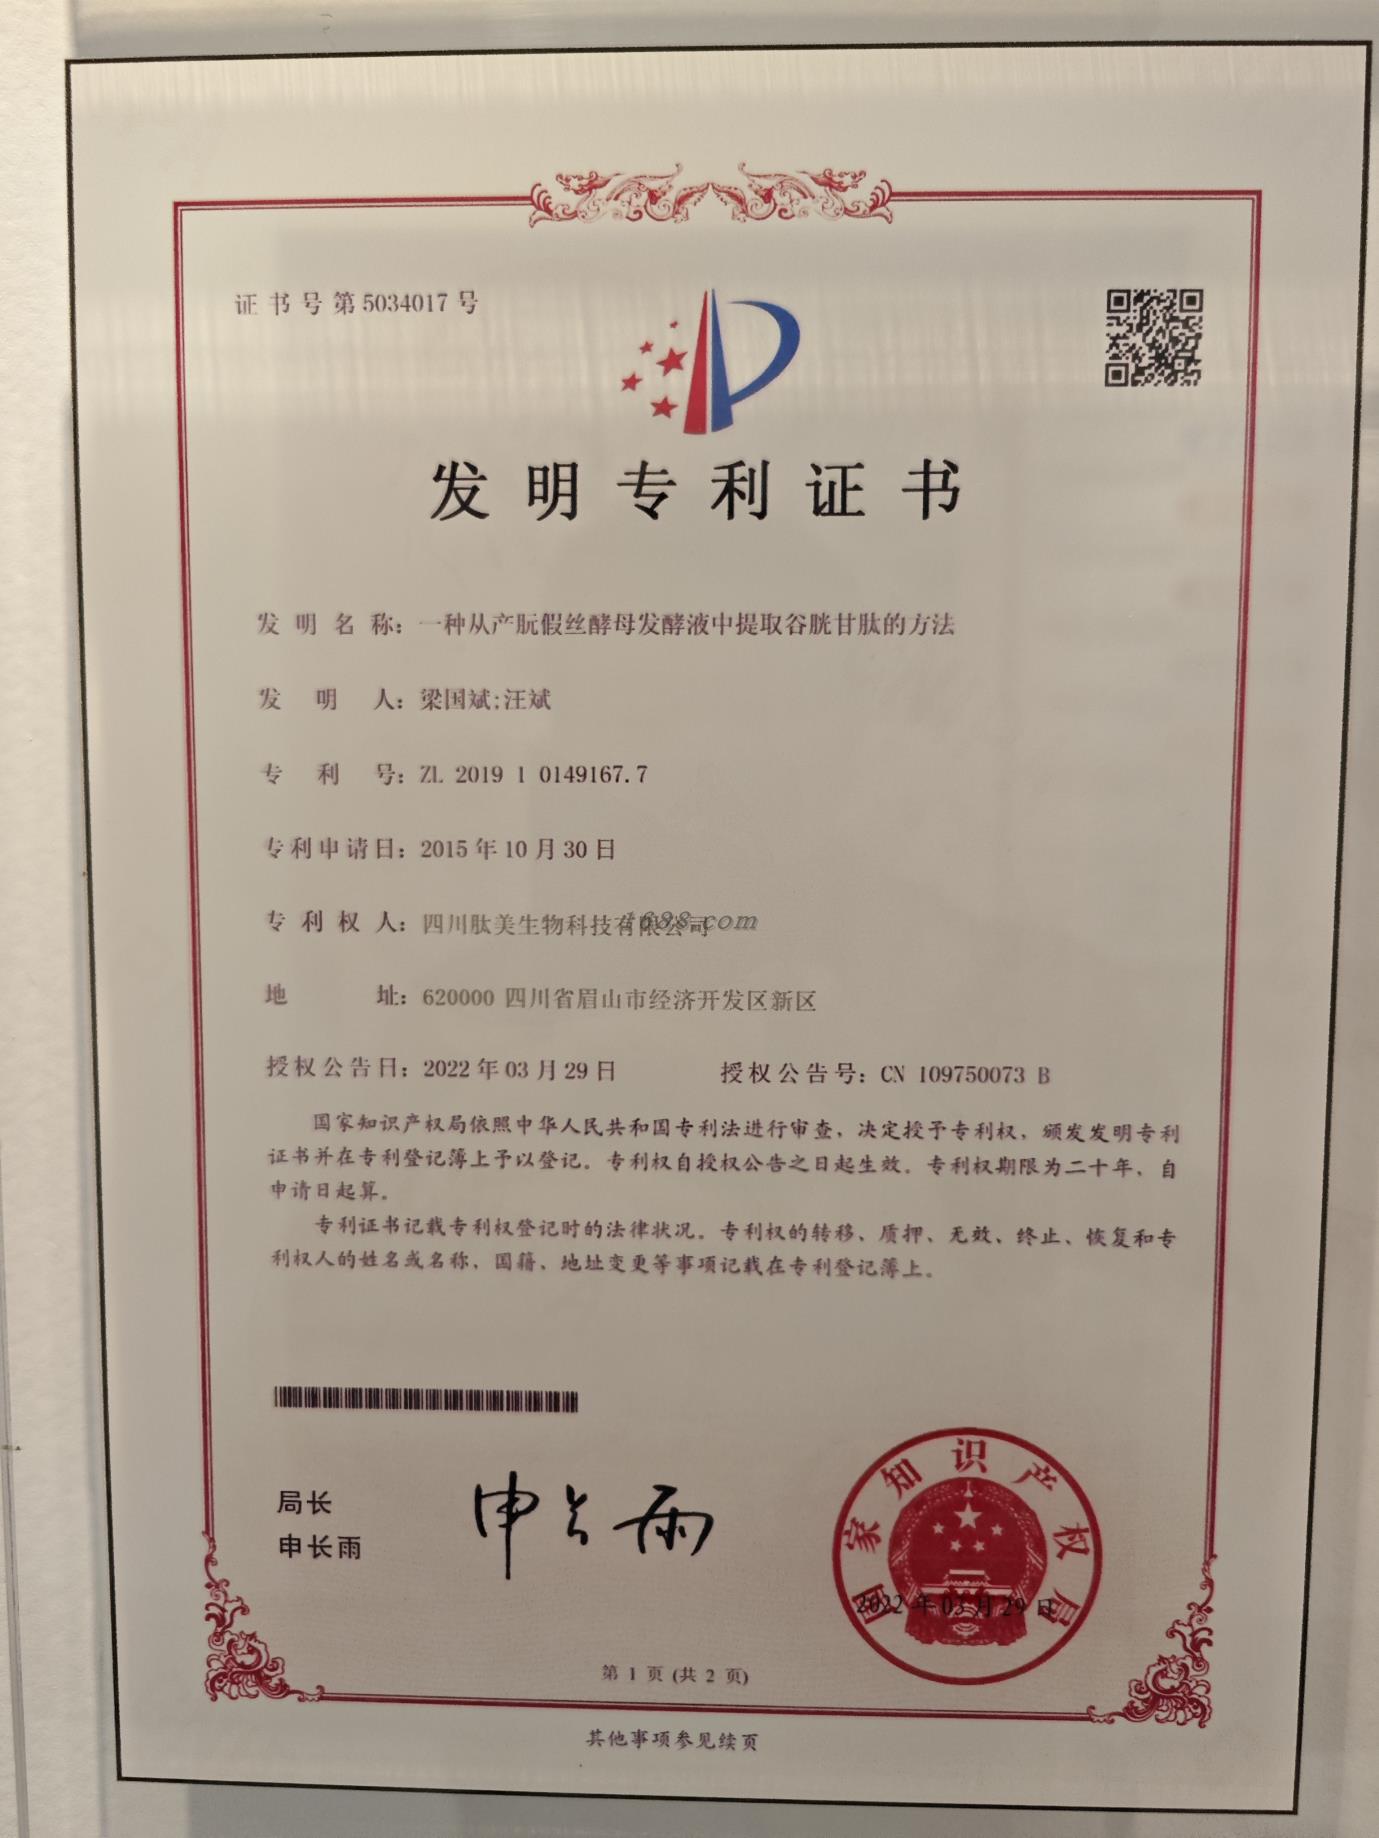 证书号第5034017号
发明专利证书
发明名称：一种从产朊假丝酵母发酵液中提取谷胱甘肽的方法
发明人：梁国斌;汪斌
专利号：ZL 2019 1 0149167.7
专利申请日：2015年10月30日
专利权人：四川肽美生物科技有限公司
1688.com
地址：620000 四川省眉山市经济开发区新区
授权公告日：2022年03月29日 授权公告号：CN 109750073 B
国家知识产权局依照中华人民共和国专利法进行审查，决定授予专利权，颁发发明专利
证书并在专利登记簿上予以登记。专利权自授权公告之日起生效。专利权期限为二十年，自
申请日起算。
专利证书记载专利权登记时的法律状况。专利权的转移、质押、无效、终止、恢复和专
利权人的姓名或名称、国籍、地址变更等事项记载在专利登记簿上。
局长
申长雨
申长雨
国家知识产权局
2022年03月29日
第 1 页 (共 2 页)
其他事项参见续页